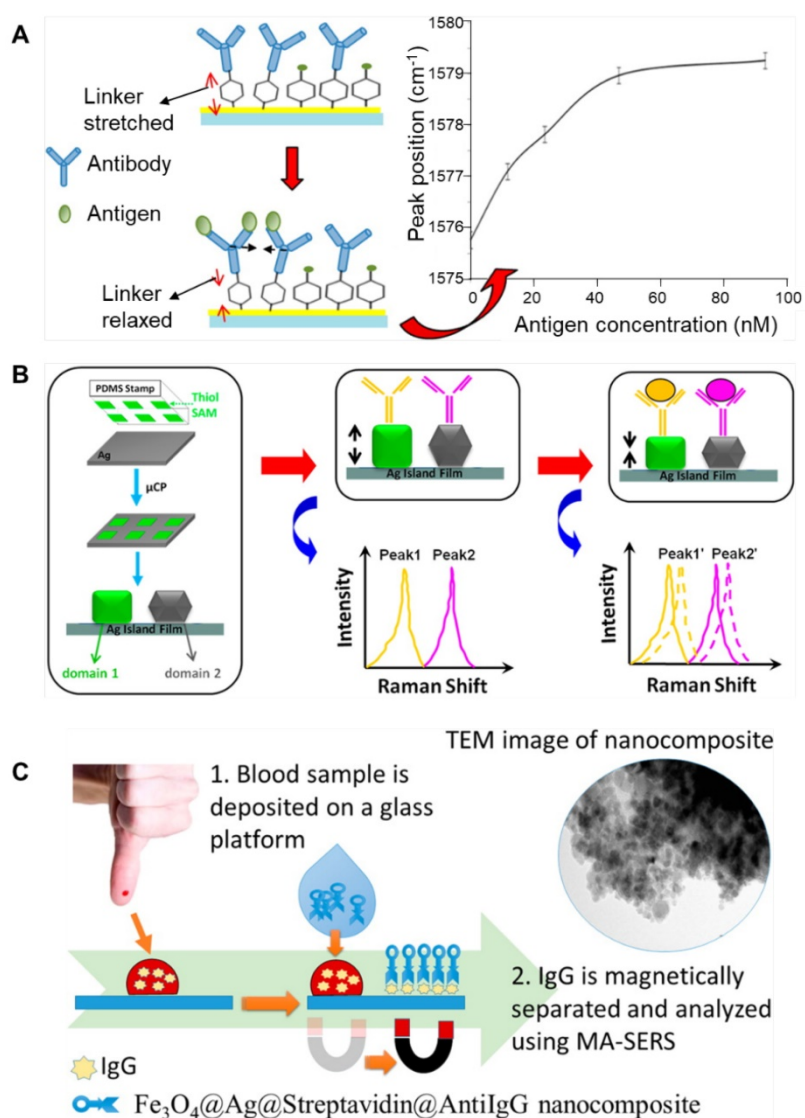 A
Linker
stretched
Antibody
Antigen
Linker
relaxed
Peak position (cm⁻¹)
1580
1579
1578
1577
1576
1575
0 20 40 60 80 100
Antigen concentration (nM)
B
PDMS Stamp
Thiol
SAM
Ag
μCP
Ag Island Film
domain 1 domain 2
Ag Island Film
Peak1 Peak2
Intensity
Raman Shift
Ag Island Film
Peak1' Peak2'
Intensity
Raman Shift
C
1. Blood sample is
deposited on a glass
platform
TEM image of nanocomposite
2. IgG is magnetically
separated and analyzed
using MA-SERS
IgG
Fe₃O₄@Ag@Streptavidin@AntiIgG nanocomposite